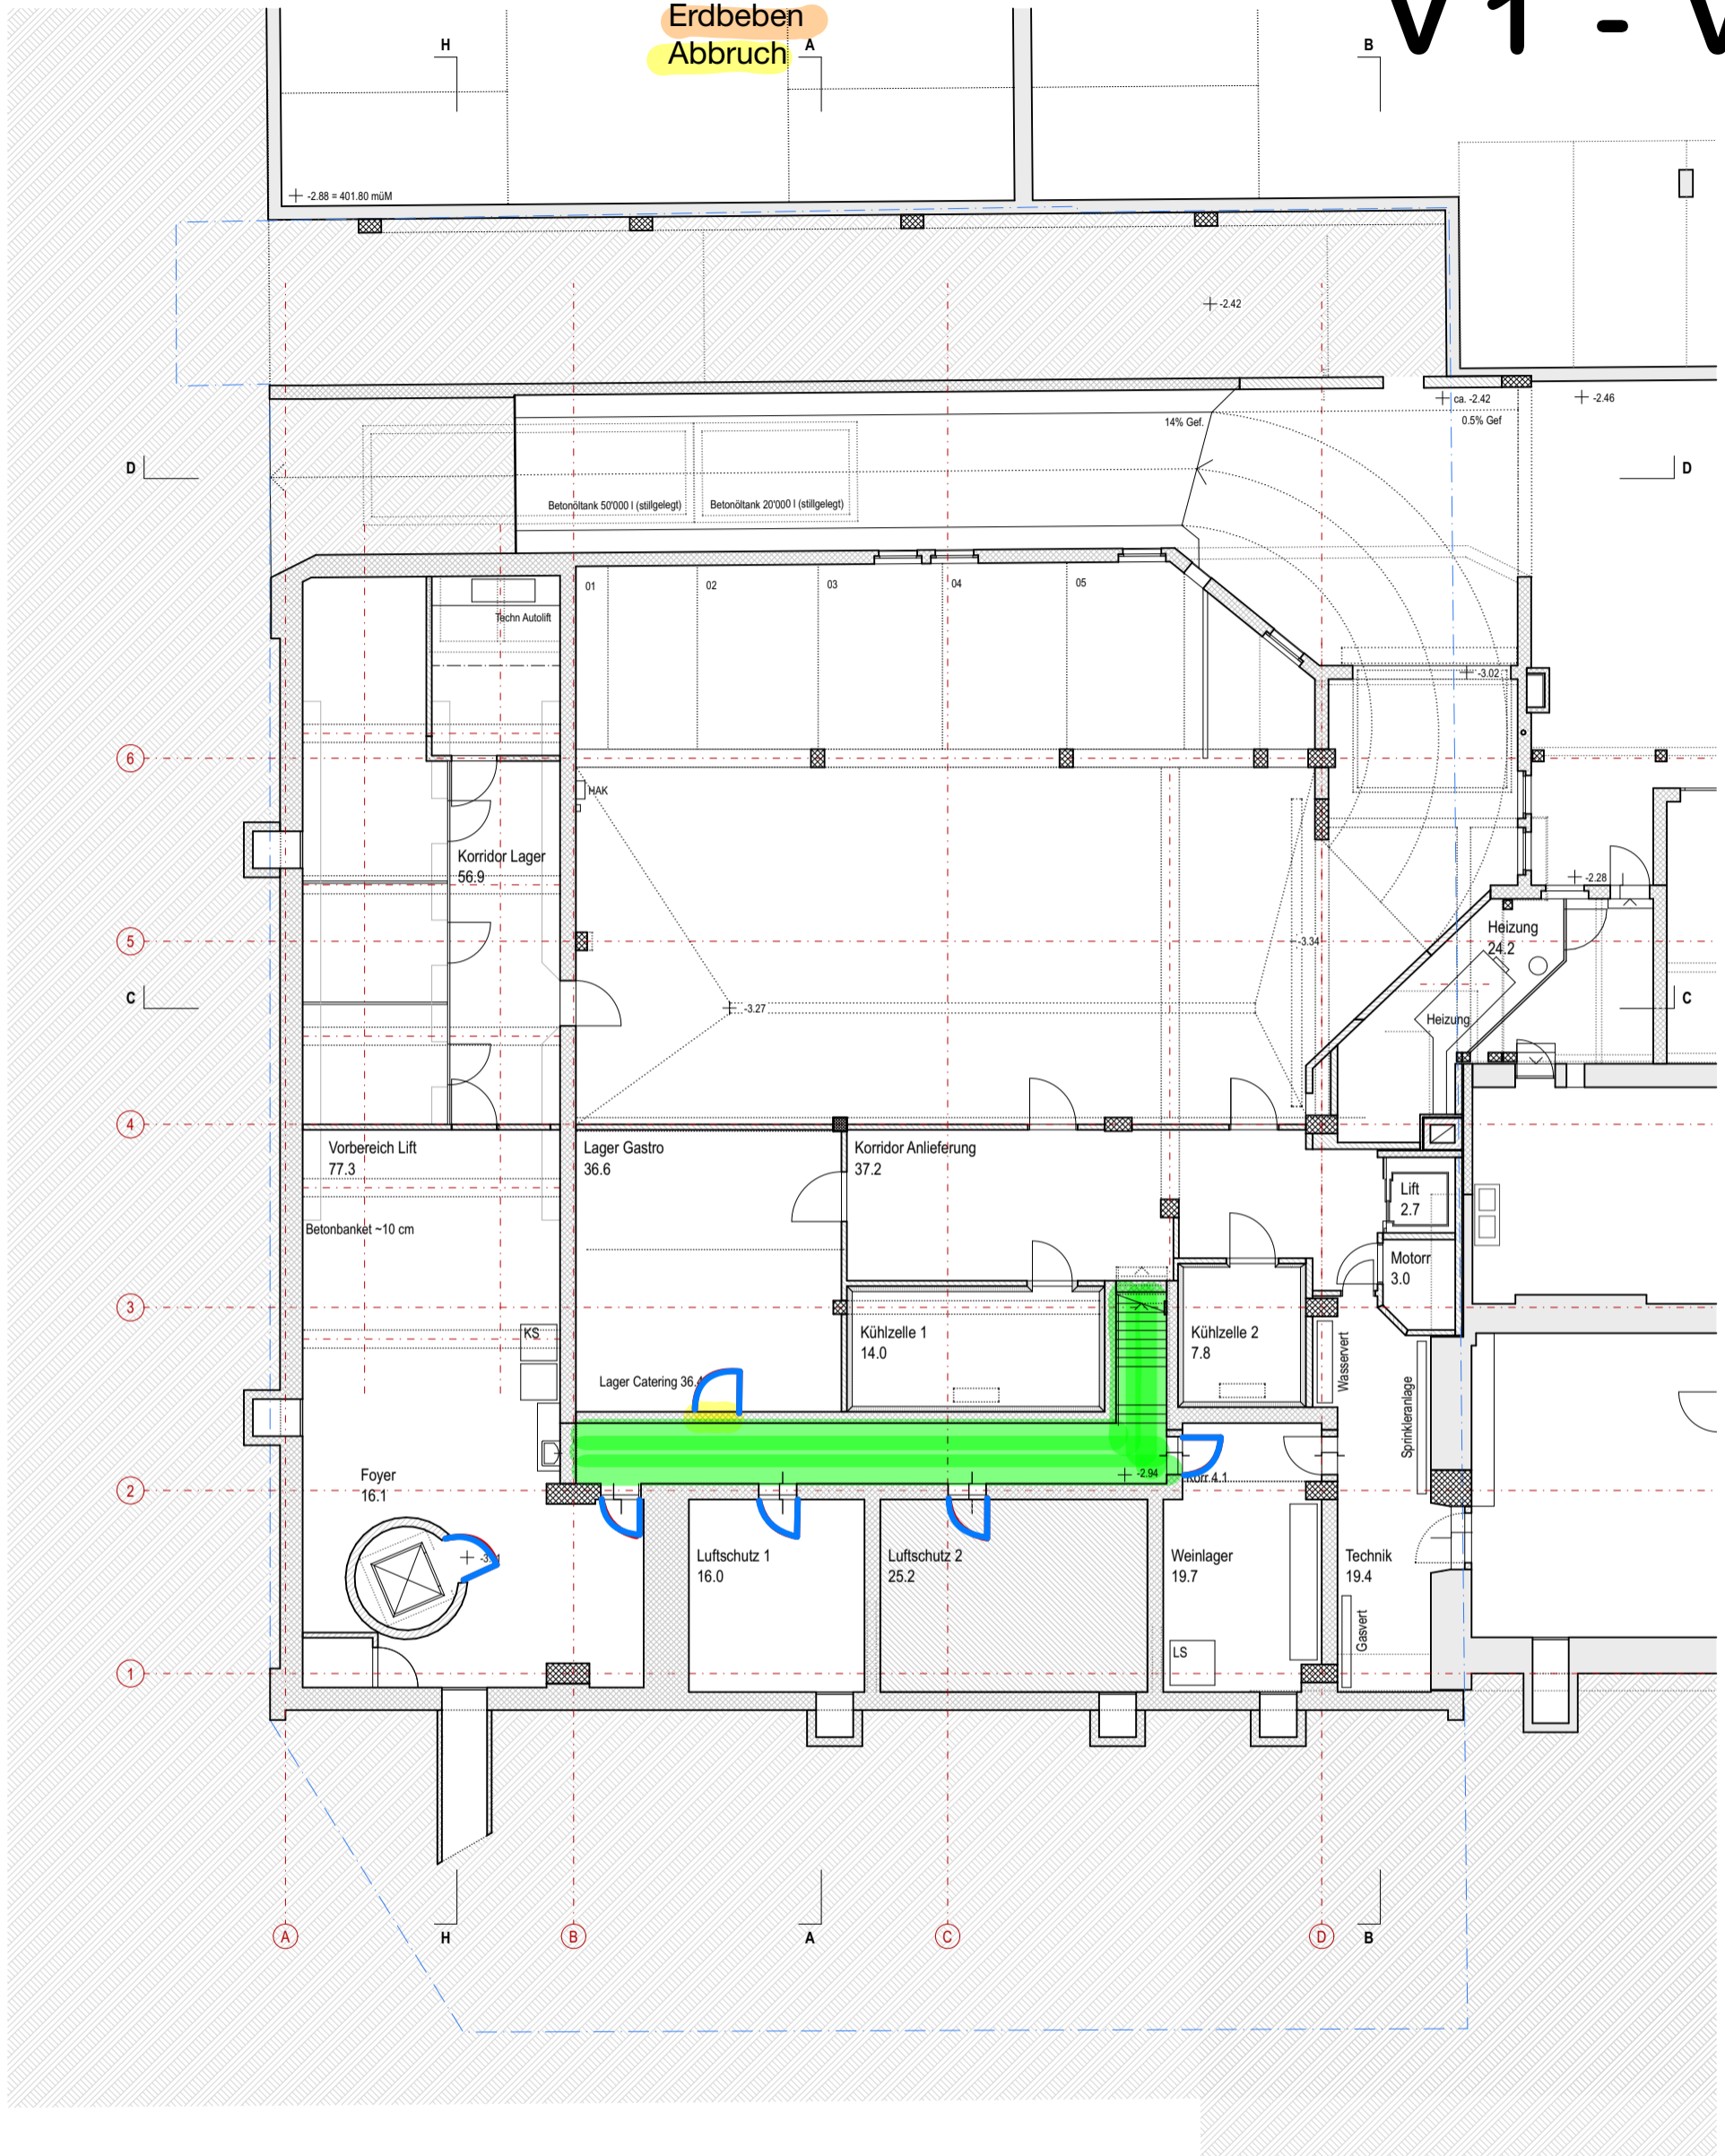 Erdbeben
Abbruch
V 1 -
H
A
B
-2.88 = 401.80 müM
-2.42
ca. -2.42
-2.46
14% Gef.
0.5% Gef
D
D
Betonöltank 50'000 l (stillgelegt)
Betonöltank 20'000 l (stillgelegt)
01
02
03
04
05
Techn Autolift
-3.02
6
HAK
Korridor Lager
56.9
-2.28
5
Heizung
24.2
-3.34
C
C
-3.27
Heizung
4
Vorbereich Lift
77.3
Lager Gastro
36.6
Korridor Anlieferung
37.2
Lift
2.7
Betonbanket ~10 cm
Motorr
3.0
3
KS
Kühlzelle 1
14.0
Kühlzelle 2
7.8
Wasservert
Lager Catering
Sprinkleranlage
Foyer
16.1
-2.94
Korr.4.1
2
Luftschutz 1
16.0
Luftschutz 2
25.2
Weinlager
19.7
Technik
19.4
Gasvert
LS
1
A
H
B
A
C
D
B